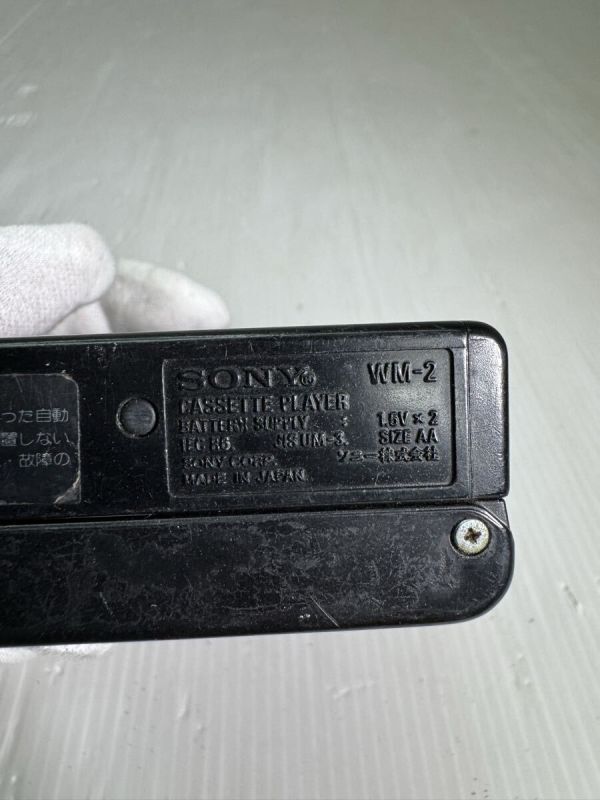 SONY® WM-2
CASSETTE PLAYER
BATTERY SUPPLY : 1.5V × 2
IEC R6 NS UM-3. SIZE AA
SONY CORP. ソニー株式会社
MADE IN JAPAN
った自動
置しない
故障の